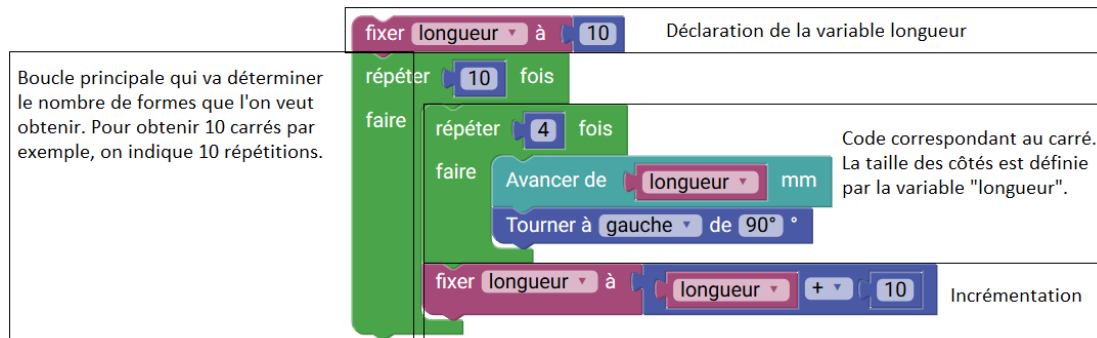 fixer longueur à 10
Déclaration de la variable longueur
répéter 10 fois
Boucle principale qui va déterminer
le nombre de formes que l'on veut
obtenir. Pour obtenir 10 carrés par
exemple, on indique 10 répétitions.
faire
répéter 4 fois
Code correspondant au carré.
La taille des côtés est définie
par la variable "longueur".
faire
Avancer de longueur mm
Tourner à gauche de 90° °
fixer longueur à longueur + 10
Incrémentation